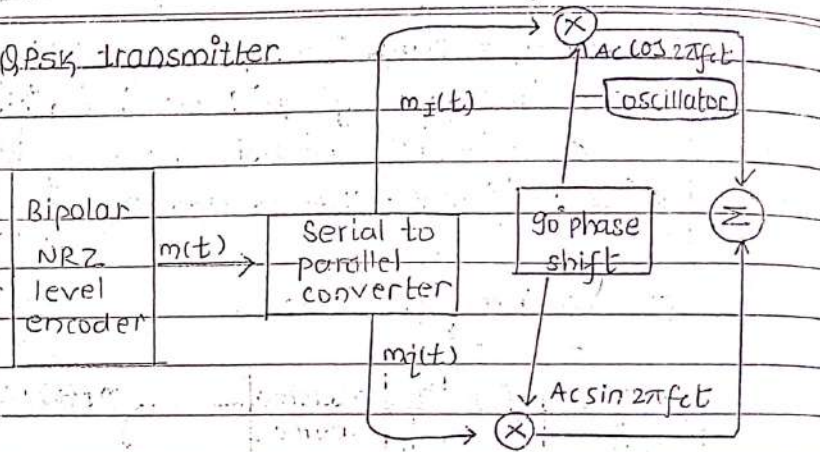 QPSK transmitter
Ac cos 2πfct
mI(t)
oscillator
Bipolar
NRZ
level
encoder
m(t)
Serial to
parallel
converter
90° phase
shift
Σ
mq(t)
Ac sin 2πfct